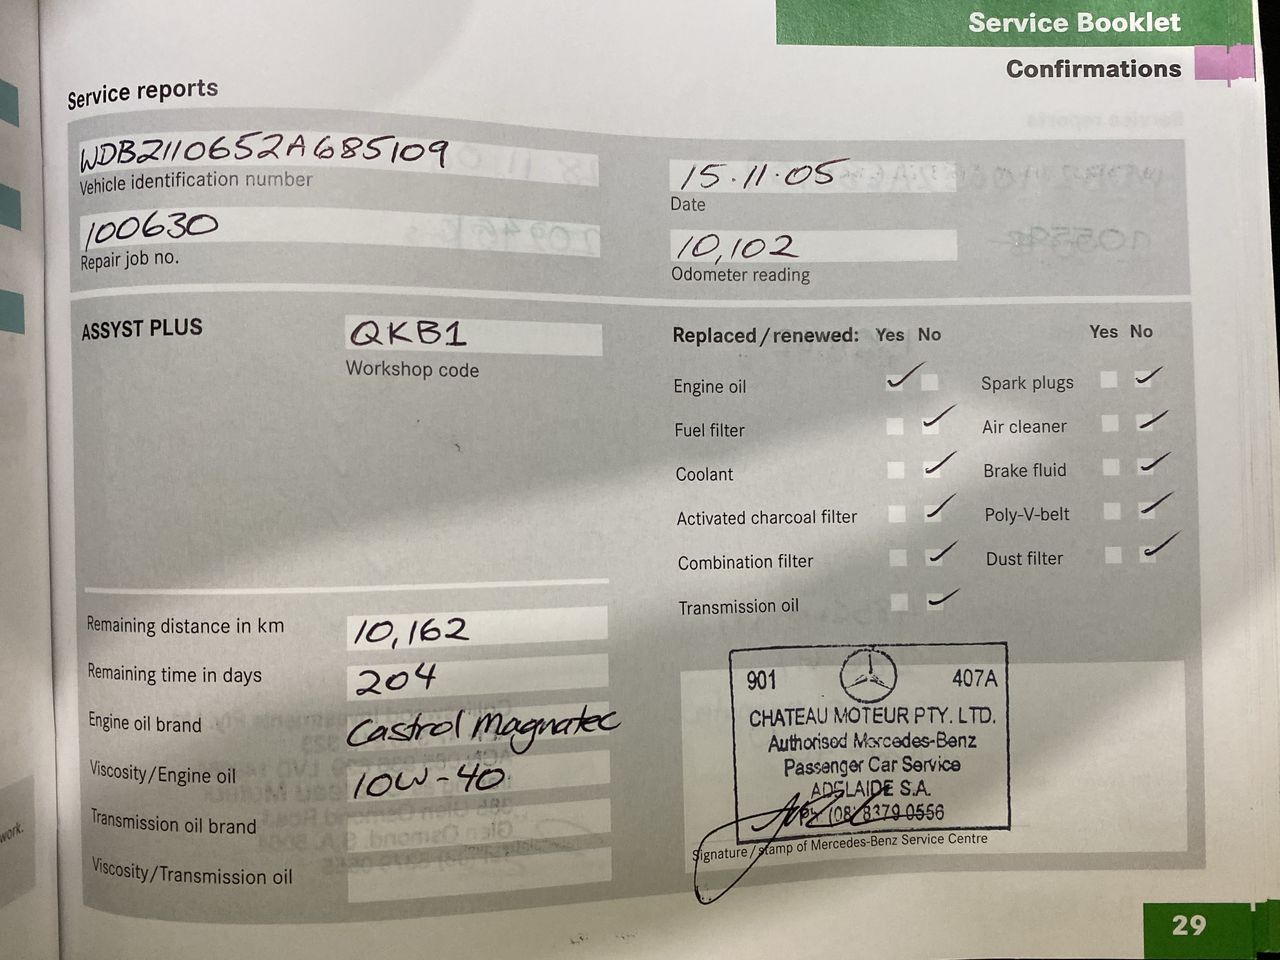 Service Booklet
Confirmations
Service reports
WDB2110652A685109
Vehicle identification number
15.11.05
Date
100630
Repair job no.
10,102
Odometer reading
ASSYST PLUS
QKB1
Workshop code
Replaced/renewed: Yes No Yes No
Engine oil
Spark plugs
Fuel filter
Air cleaner
Coolant
Brake fluid
Activated charcoal filter
Poly-V-belt
Combination filter
Dust filter
Transmission oil
Remaining distance in km 10,162
Remaining time in days 204
Engine oil brand Castrol Magnatec
Viscosity/Engine oil 10W-40
Transmission oil brand
Viscosity/Transmission oil
901 407A
CHATEAU MOTEUR PTY. LTD.
Authorised Mercedes-Benz
Passenger Car Service
ADELAIDE S.A.
Ph (08) 8379 0556
Signature/stamp of Mercedes-Benz Service Centre
work.
29